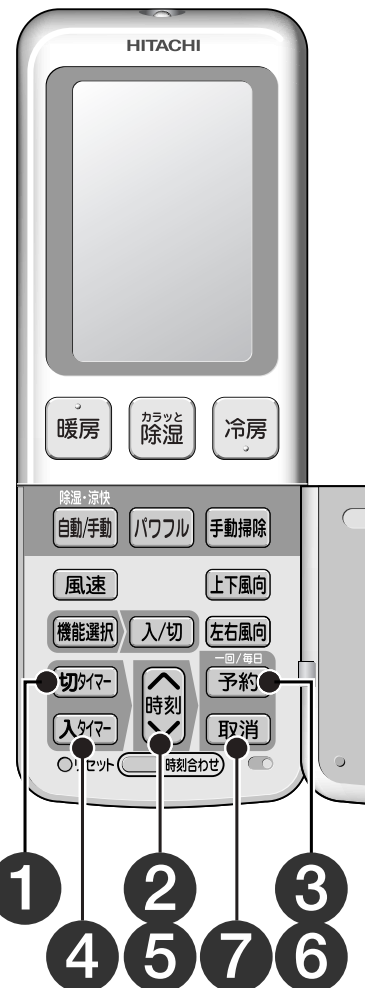 HITACHI
暖房 カラッと 除湿 冷房
除湿・涼快
自動/手動 パワフル 手動掃除
風速 上下風向
機能選択 入/切 左右風向
一回/毎日
切タイマー 時刻 予約
入タイマー 取消
リセット 時刻合わせ
1 2 3
4 5 7 6